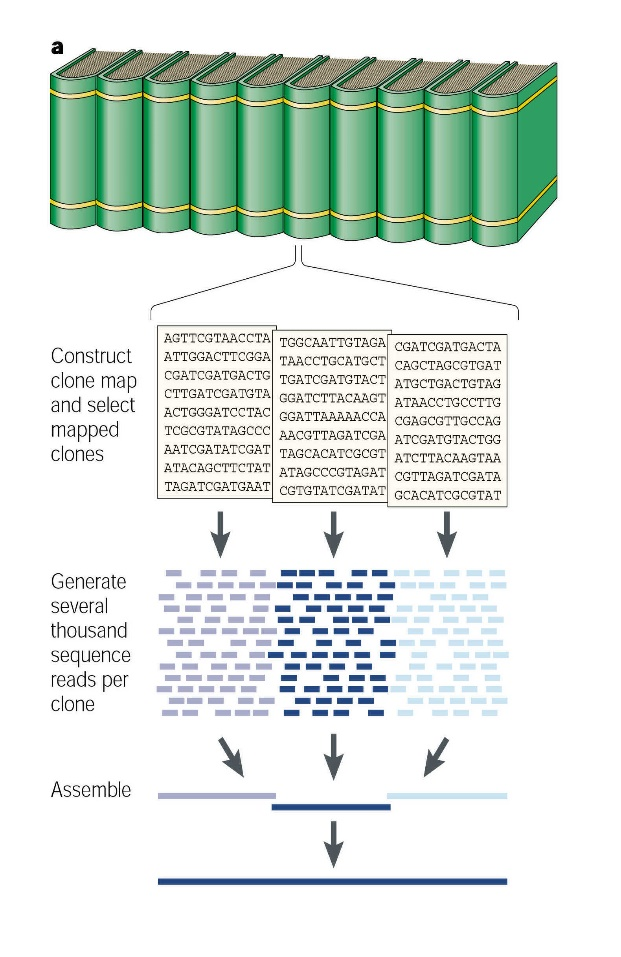 a
Construct
clone map
and select
mapped
clones
AGTTCGTAACCTA
ATTGGACTTCGGA
CGATCGATGACTG
CTTGATCGATGTA
ACTGGGATCCTAC
TCGCGTATAGCCC
AATCGATATCGAT
ATACAGCTTCTAT
TAGATCGATGAAT
TGGCAATTGTAGA
TAACCTGCATGCT
TGATCGATGTACT
GGATCTTACAAGT
GGATTAAAAACCA
AACGTTAGATCGA
TAGCACATCGCGT
ATAGCCCGTAGAT
CGTGTATCGATAT
CGATCGATGACTA
CAGCTAGCGTGAT
ATGCTGACTGTAG
ATAACCTGCCTTG
CGAGCGTTGCCAG
ATCGATGTACTGG
ATCTTACAAGTAA
CGTTAGATCGATA
GCACATCGCGTAT
Generate
several
thousand
sequence
reads per
clone
Assemble